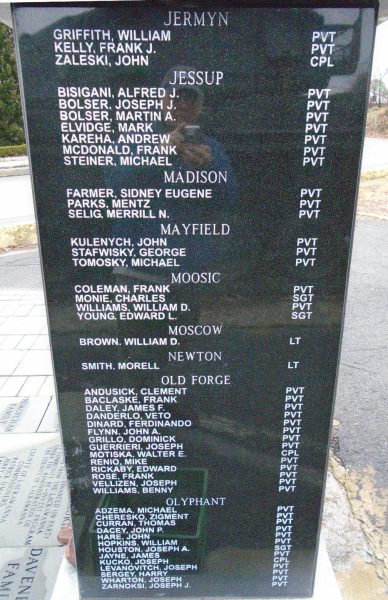 JERMYN
GRIFFITH, WILLIAM PVT
KELLY, FRANK J. PVT
ZALESKI, JOHN CPL
JESSUP
BISIGANI, ALFRED J. PVT
BOLSER, JOSEPH J. PVT
BOLSER, MARTIN A. PVT
ELVIDGE, MARK PVT
KAREHA, ANDREW PVT
MCDONALD, FRANK PVT
STEINER, MICHAEL PVT
MADISON
FARMER, SIDNEY EUGENE PVT
PARKS, MENTZ PVT
SELIG, MERRILL N. PVT
MAYFIELD
KULENYCH, JOHN PVT
STAFWISKY, GEORGE PVT
TOMOSKY, MICHAEL PVT
MOOSIC
COLEMAN, FRANK PVT
MONIE, CHARLES SGT
WILLIAMS, WILLIAM D. PVT
YOUNG, EDWARD L. SGT
MOSCOW
BROWN, WILLIAM D. LT
NEWTON
SMITH, MORELL LT
OLD FORGE
ANDUSICK, CLEMENT PVT
BACLASKE, FRANK PVT
DALEY, JAMES F. PVT
DANDERLO, VETO PVT
DINARD, FERDINANDO PVT
FLYNN, JOHN A. PVT
GRILLO, DOMINICK PVT
GUERRIERI, JOSEPH PVT
MOTISKA, WALTER E. CPL
RENIO, MIKE PVT
RICKABY, EDWARD PVT
ROSE, FRANK PVT
VELLIZEN, JOSEPH PVT
WILLIAMS, BENNY PVT
OLYPHANT
ADZEMA, MICHAEL PVT
CHERESKO, ZIGMENT PVT
CURRAN, THOMAS PVT
DACEY, JOHN P. PVT
HARE, JOHN PVT
HOPKINS, WILLIAM PVT
HOUSTON, JOSEPH A. SGT
JAYNE, JAMES PVT
KUCKO, JOSEPH CPL
LEVANOVITCH, JOSEPH PVT
SERGEY, HARRY PVT
WHARTON, JOSEPH PVT
ZARNOKSI, JOSEPH J. PVT